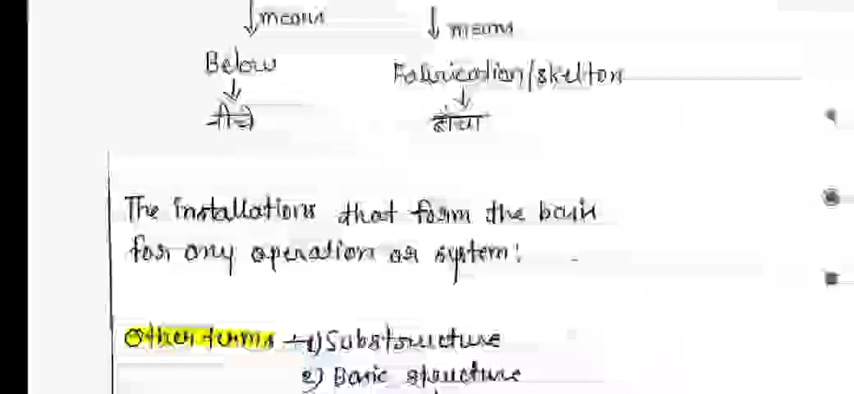 ↓means ↓ means
Below Fabrication/skelton
↓ ↓
नीचे ढाँचा
The installations that form the basis
for any operation or system:
Other terms → 1) Substructure
2) Basic structure